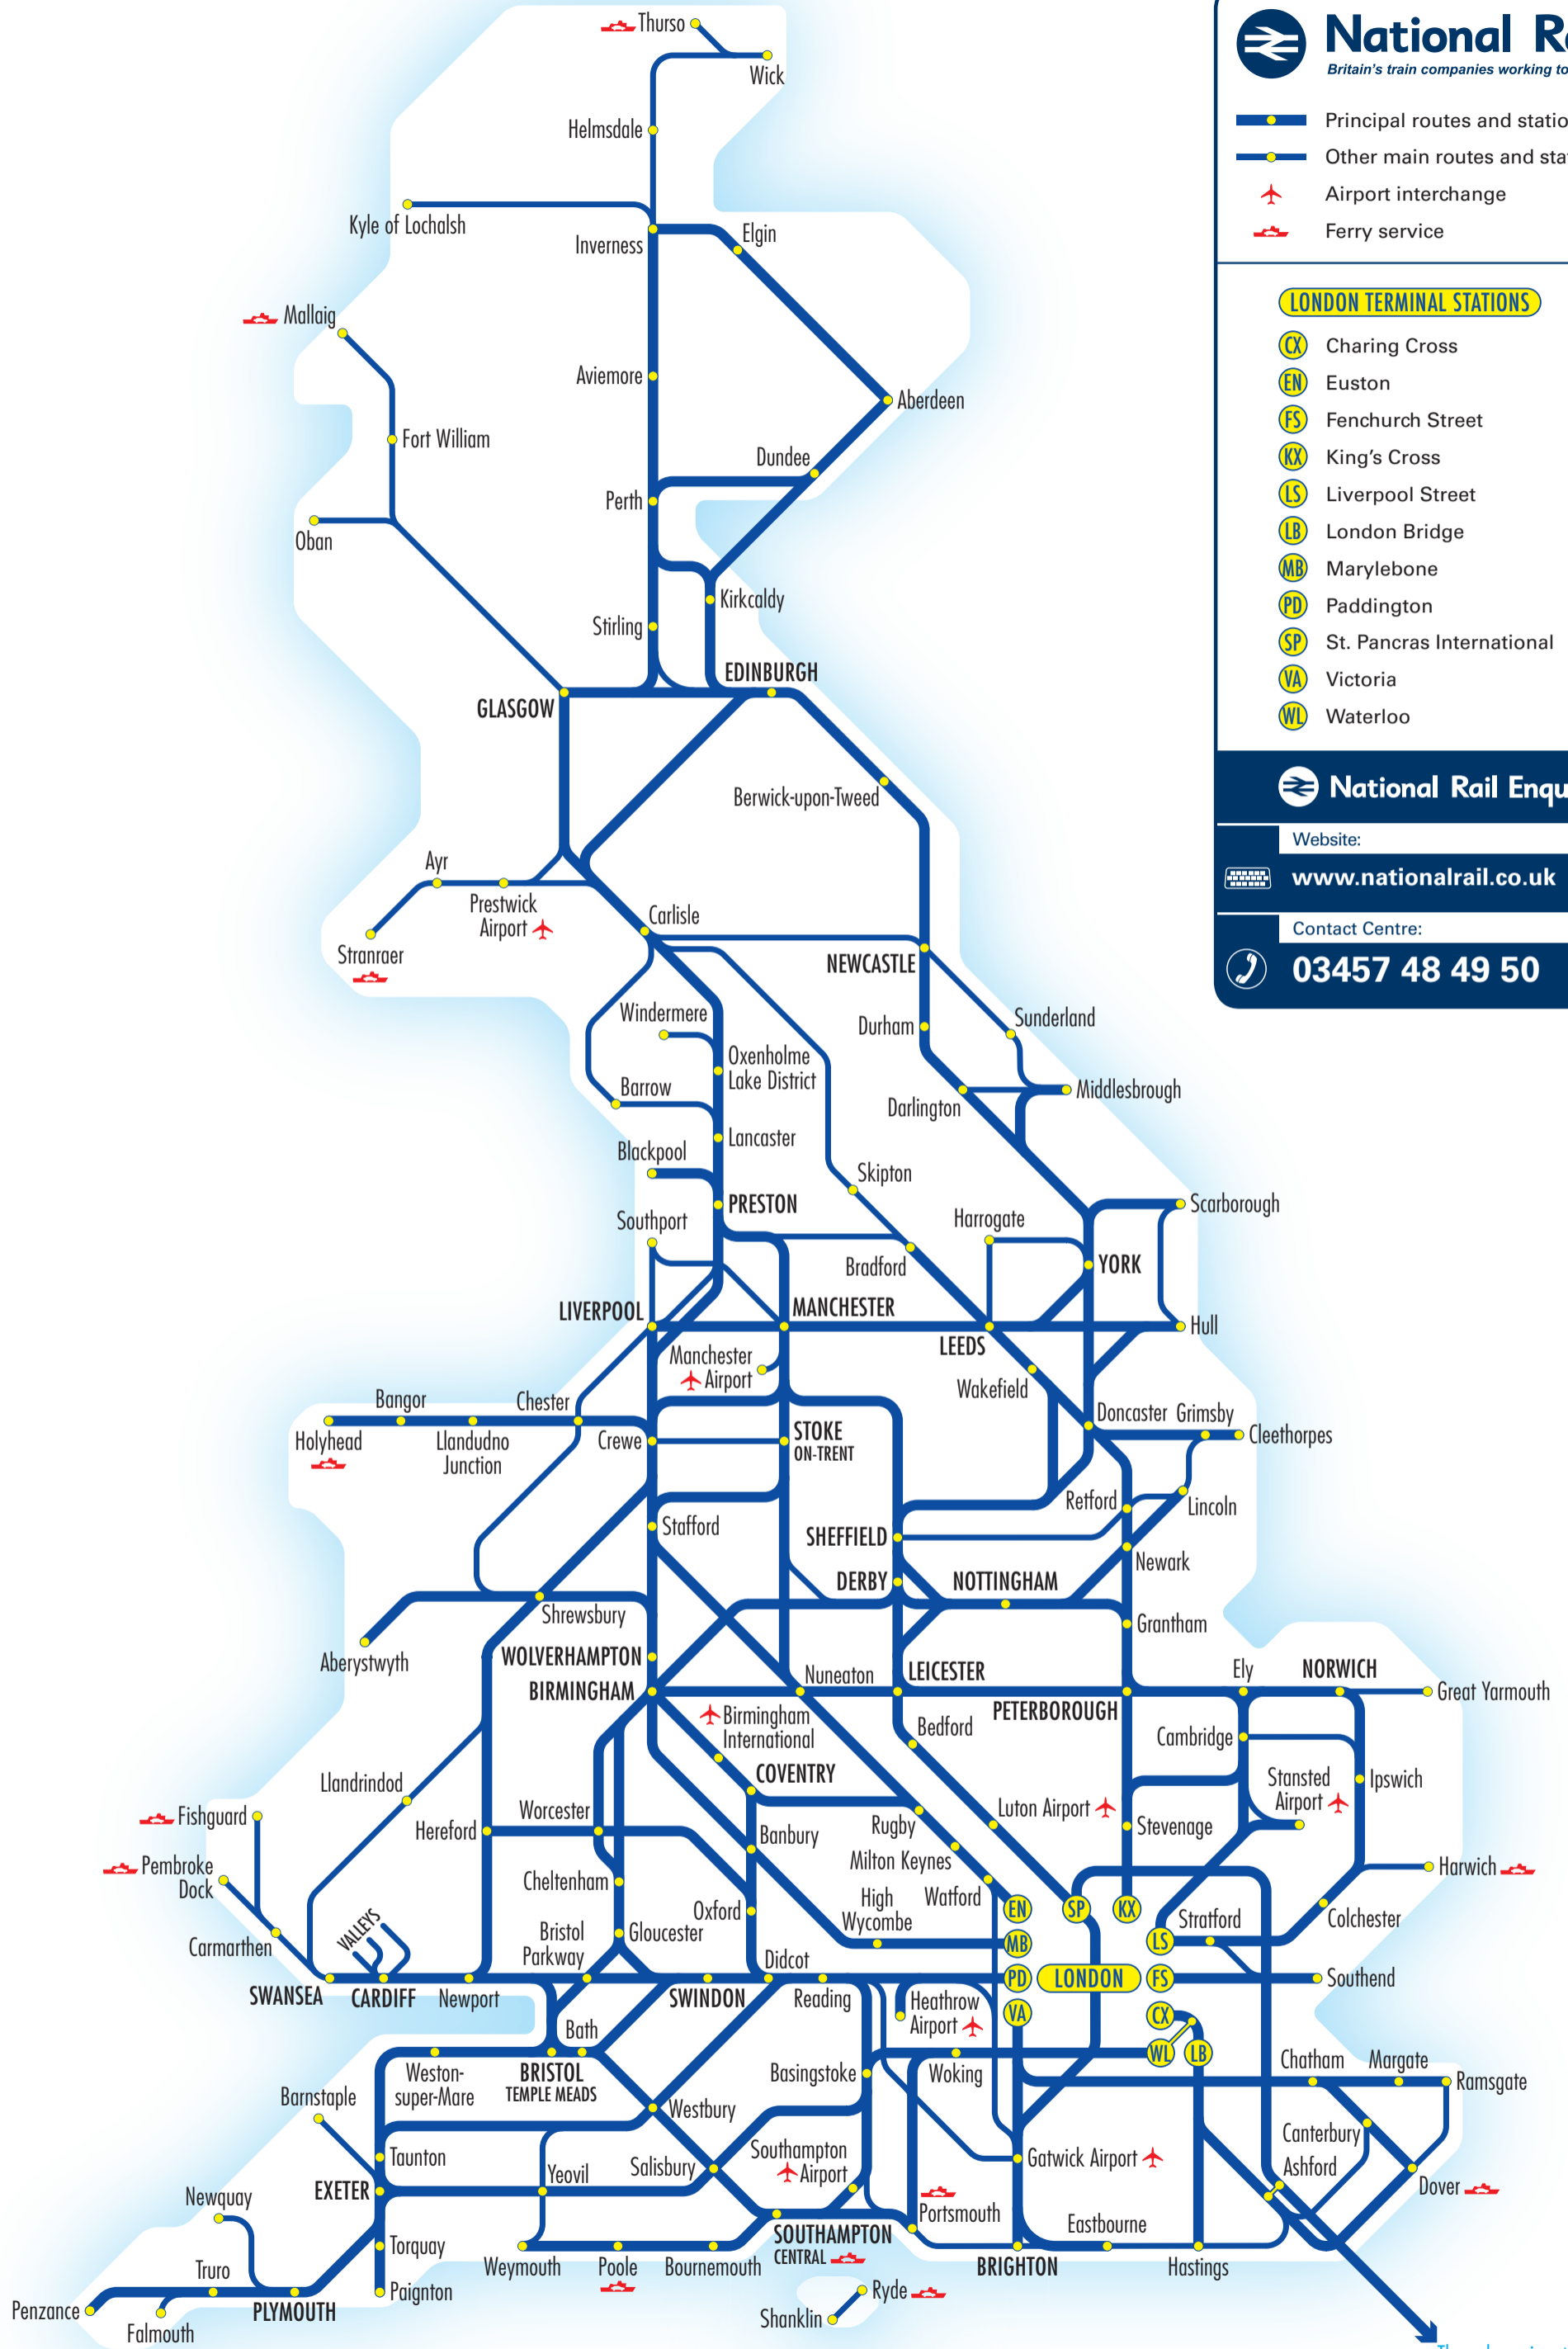 Thurso
Wick
Helmsdale
Kyle of Lochalsh
Inverness
Elgin
Mallaig
Aviemore
Aberdeen
Fort William
Dundee
Perth
Oban
Kirkcaldy
Stirling
EDINBURGH
GLASGOW
Berwick-upon-Tweed
Ayr
Prestwick
Airport
Carlisle
Stranraer
NEWCASTLE
Windermere
Durham
Sunderland
Oxenholme
Lake District
Barrow
Darlington
Middlesbrough
Lancaster
Blackpool
Skipton
PRESTON
Scarborough
Southport
Harrogate
Bradford
YORK
LIVERPOOL
MANCHESTER
LEEDS
Hull
Manchester
Airport
Wakefield
Bangor
Chester
Doncaster
Grimsby
Cleethorpes
Holyhead
Llandudno
Junction
Crewe
STOKE
ON-TRENT
Retford
Lincoln
Stafford
SHEFFIELD
Newark
DERBY
NOTTINGHAM
Shrewsbury
Grantham
Aberystwyth
WOLVERHAMPTON
BIRMINGHAM
Nuneaton
LEICESTER
PETERBOROUGH
Ely
NORWICH
Great Yarmouth
Birmingham
International
Bedford
Cambridge
COVENTRY
Stansted
Airport
Ipswich
Llandrindod
Luton Airport
Fishguard
Worcester
Hereford
Banbury
Rugby
Stevenage
Milton Keynes
Pembroke
Dock
Harwich
Cheltenham
Watford
High
Wycombe
EN
SP
KX
Oxford
Stratford
Colchester
Carmarthen
VALLEYS
Bristol
Parkway
Gloucester
MB
LS
Didcot
PD
LONDON
FS
Southend
SWANSEA
CARDIFF
Newport
SWINDON
Reading
Heathrow
Airport
VA
CX
Bath
WL
LB
Weston-
super-Mare
BRISTOL
TEMPLE MEADS
Basingstoke
Woking
Chatham
Margate
Ramsgate
Barnstaple
Westbury
Canterbury
Taunton
Southampton
Airport
Gatwick Airport
Ashford
EXETER
Yeovil
Salisbury
Dover
Newquay
Portsmouth
Torquay
SOUTHAMPTON
CENTRAL
Eastbourne
Weymouth
Poole
Bournemouth
BRIGHTON
Hastings
Truro
Paignton
Ryde
Penzance
PLYMOUTH
Shanklin
Falmouth
National R
Britain's train companies working to
Principal routes and statio
Other main routes and sta
Airport interchange
Ferry service
LONDON TERMINAL STATIONS
CX Charing Cross
EN Euston
FS Fenchurch Street
KX King's Cross
LS Liverpool Street
LB London Bridge
MB Marylebone
PD Paddington
SP St. Pancras International
VA Victoria
WL Waterloo
National Rail Enqu
Website:
www.nationalrail.co.uk
Contact Centre:
03457 48 49 50